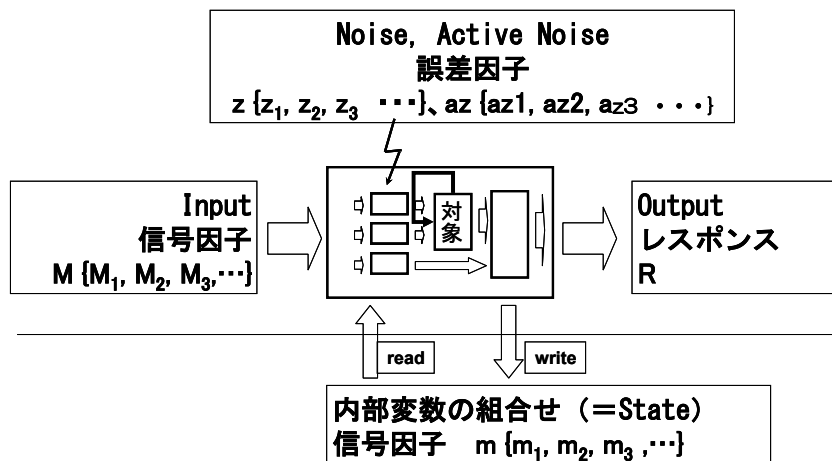 Noise, Active Noise
誤差因子
z {z1, z2, z3 ･･･}、az {az1, az2, az3 ・・・}
対象
Input
信号因子
M {M1, M2, M3,…}
Output
レスポンス
R
read
write
内部変数の組合せ（＝State）
信号因子 m {m1, m2, m3 ,…}